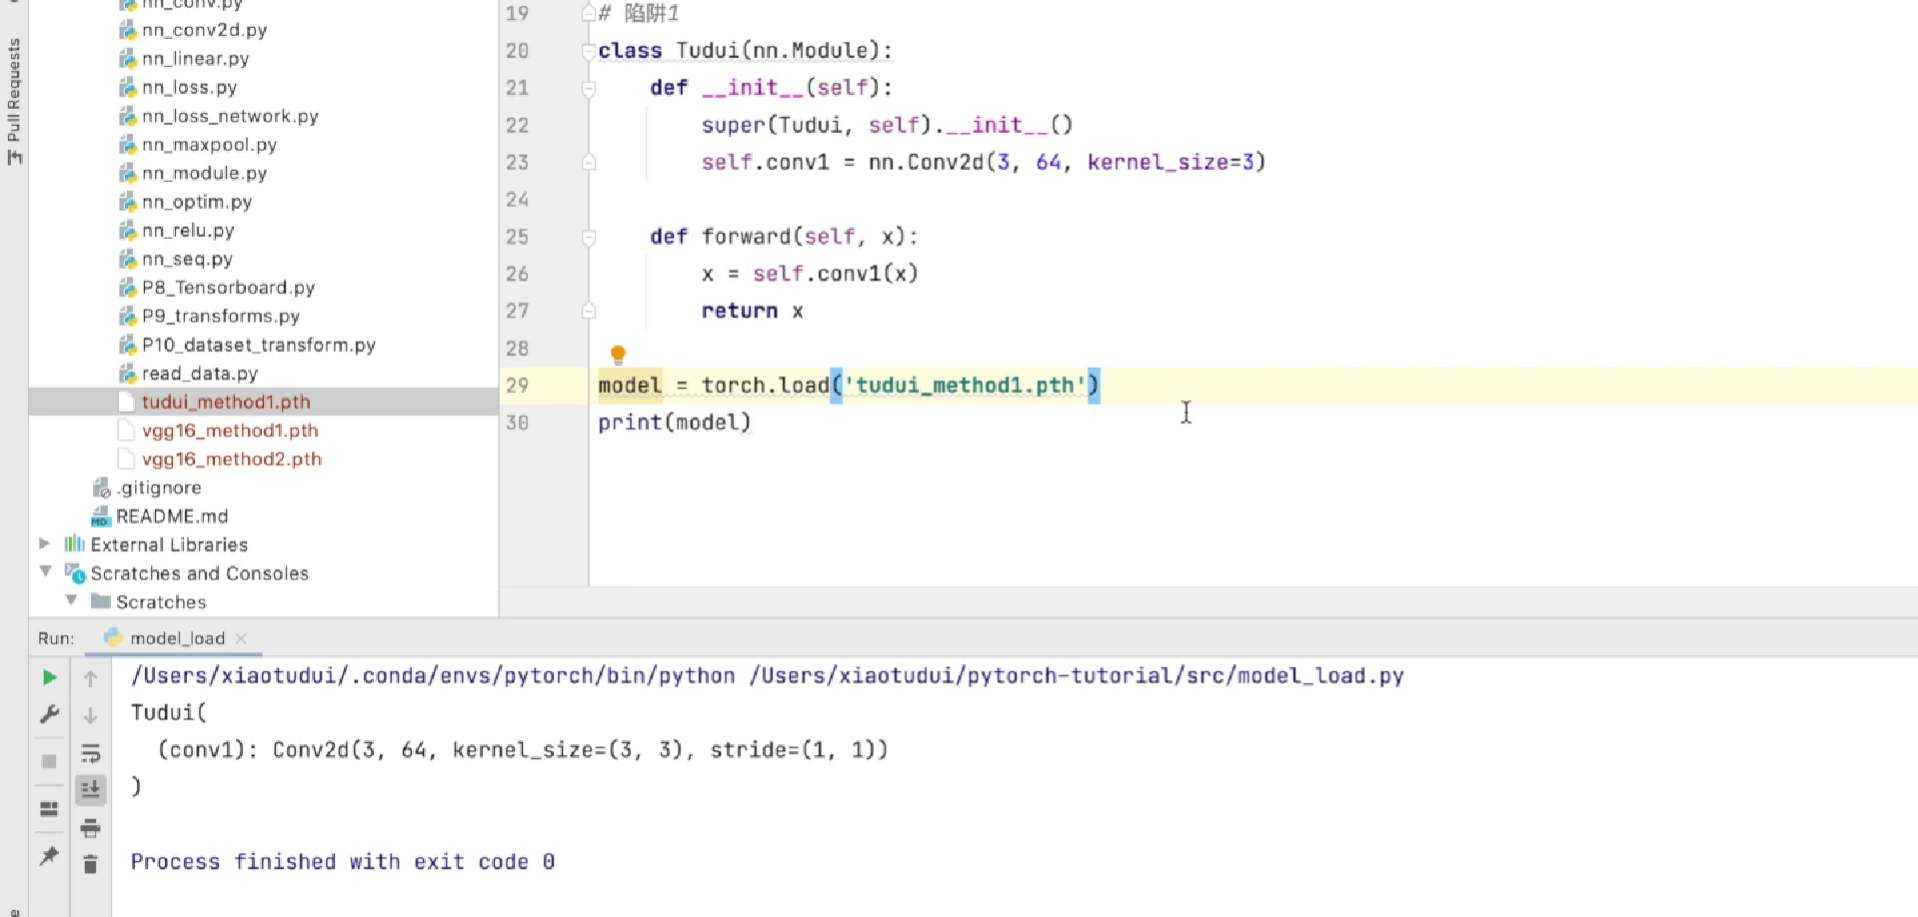 Pull Requests
nn_conv.py
nn_conv2d.py
nn_linear.py
nn_loss.py
nn_loss_network.py
nn_maxpool.py
nn_module.py
nn_optim.py
nn_relu.py
nn_seq.py
P8_Tensorboard.py
P9_transforms.py
P10_dataset_transform.py
read_data.py
tudui_method1.pth
vgg16_method1.pth
vgg16_method2.pth
.gitignore
MD README.md
External Libraries
Scratches and Consoles
Scratches
19 # 陷阱1
20 class Tudui(nn.Module):
21 def __init__(self):
22 super(Tudui, self).__init__()
23 self.conv1 = nn.Conv2d(3, 64, kernel_size=3)
24
25 def forward(self, x):
26 x = self.conv1(x)
27 return x
28
29 model = torch.load('tudui_method1.pth')
30 print(model)
Run: model_load
/Users/xiaotudui/.conda/envs/pytorch/bin/python /Users/xiaotudui/pytorch-tutorial/src/model_load.py
Tudui(
(conv1): Conv2d(3, 64, kernel_size=(3, 3), stride=(1, 1))
)
Process finished with exit code 0